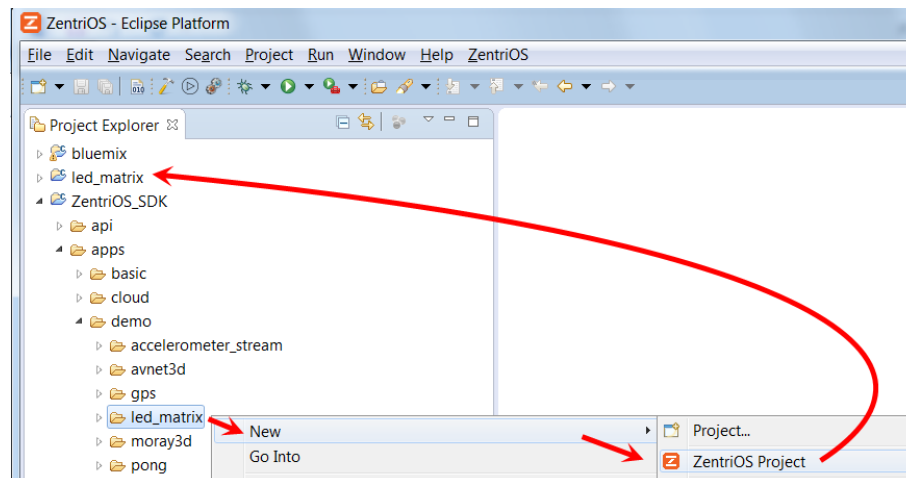 ZentriOS - Eclipse Platform
File Edit Navigate Search Project Run Window Help ZentriOS
Project Explorer
bluemix
led_matrix
ZentriOS_SDK
api
apps
basic
cloud
demo
accelerometer_stream
avnet3d
gps
led_matrix
New
Project...
moray3d
Go Into
ZentriOS Project
pong